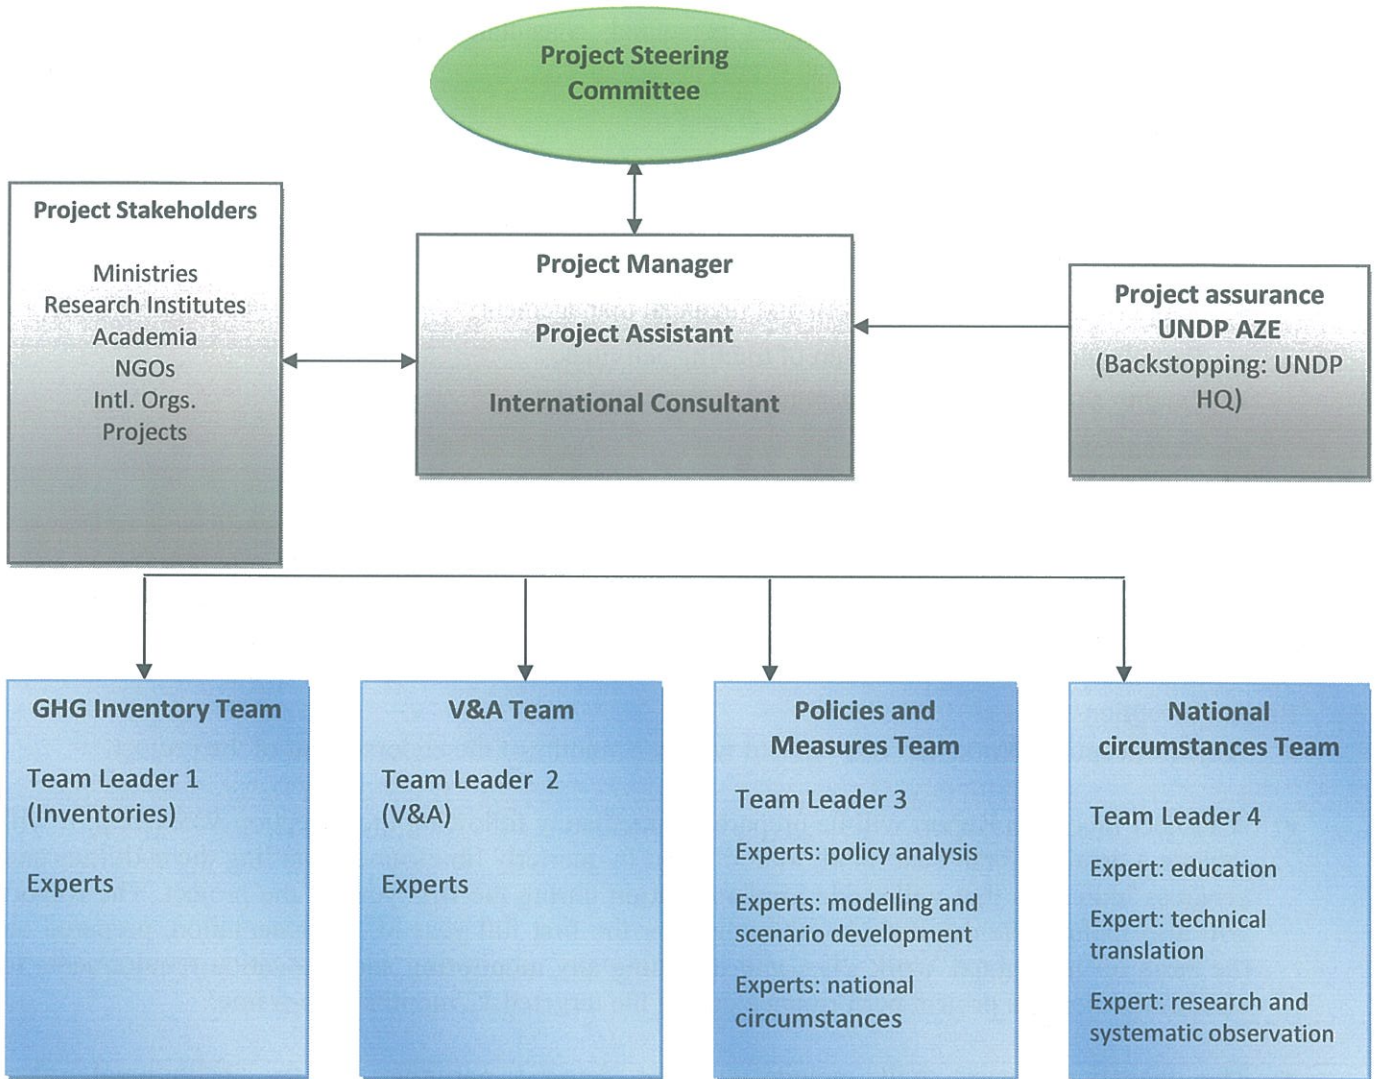 Project Steering
Committee
Project Stakeholders
Ministries
Research Institutes
Academia
NGOs
Intl. Orgs.
Projects
Project Manager
Project Assistant
International Consultant
Project assurance
UNDP AZE
(Backstopping: UNDP
HQ)
GHG Inventory Team
Team Leader 1
(Inventories)
Experts
V&A Team
Team Leader 2
(V&A)
Experts
Policies and
Measures Team
Team Leader 3
Experts: policy analysis
Experts: modelling and
scenario development
Experts: national
circumstances
National
circumstances Team
Team Leader 4
Expert: education
Expert: technical
translation
Expert: research and
systematic observation